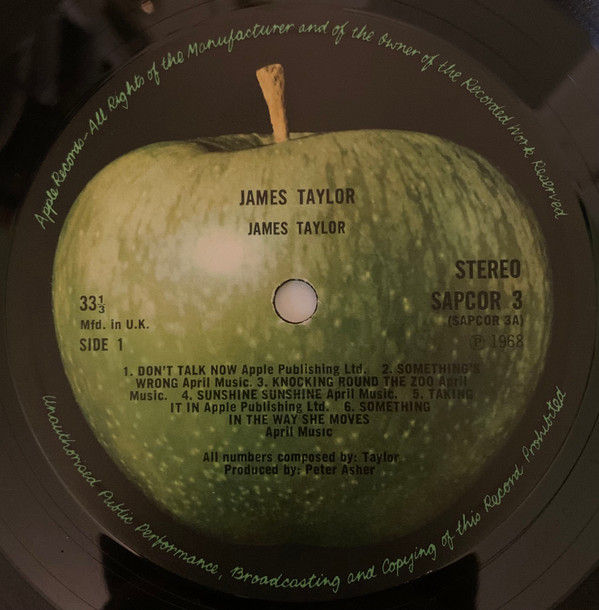 Apple Records-All Rights of the Manufacturer and of the Owner of the Recorded Work Reserved
JAMES TAYLOR
JAMES TAYLOR
STEREO
33⅓
SAPCOR 3
Mfd. in U.K.
(SAPCOR 3A)
SIDE 1
Ⓟ 1968
1. DON'T TALK NOW Apple Publishing Ltd. 2. SOMETHING'S
WRONG April Music. 3. KNOCKING ROUND THE ZOO April
Music. 4. SUNSHINE SUNSHINE April Music. 5. TAKING
IT IN Apple Publishing Ltd. 6. SOMETHING
IN THE WAY SHE MOVES
April Music
All numbers composed by: Taylor
Produced by: Peter Asher
Unauthorised Public Performance, Broadcasting and Copying of this Record Prohibited